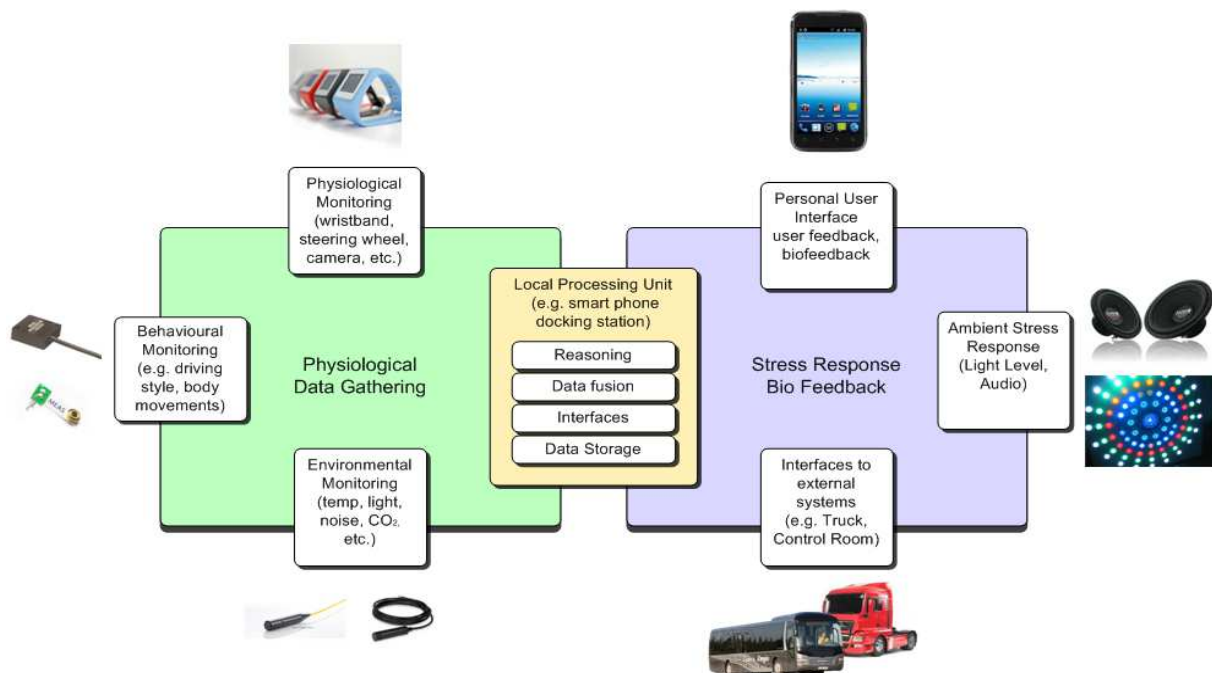 Physiological
Monitoring
(wristband,
steering wheel,
camera, etc.)
Personal User
Interface
user feedback,
biofeedback
Local Processing Unit
(e.g. smart phone
docking station)
Reasoning
Data fusion
Interfaces
Data Storage
Behavioural
Monitoring
(e.g. driving
style, body
movements)
MEAS
Physiological
Data Gathering
Stress Response
Bio Feedback
Ambient Stress
Response
(Light Level,
Audio)
Environmental
Monitoring
(temp, light,
noise, CO₂,
etc.)
Interfaces to
external
systems
(e.g. Truck,
Control Room)